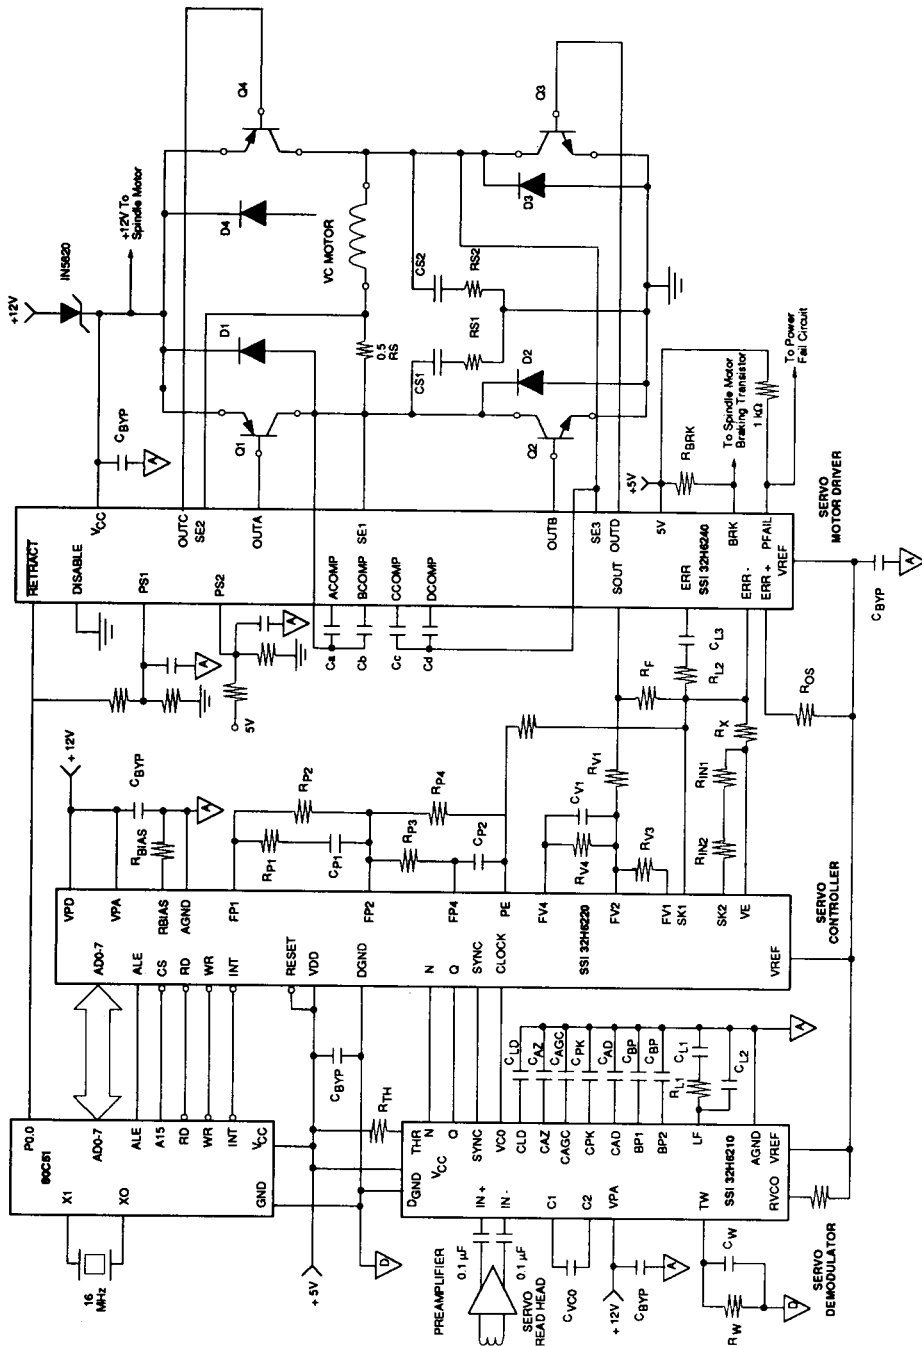 16
MHz
X1
XO
80C51
P0.0
AD0-7
ALE
A15
RD
WR
INT
VCC
GND
+ 5V
D
PREAMPLIFIER
0.1 µF
0.1 µF
SERVO
READ HEAD
CVC0
+ 12V
CBYP
A
RW
CW
D
SERVO
DEMODULATOR
DGND
VCC
THR
IN +
IN -
C1
C2
VPA
TW
RVCO
N
Q
SYNC
VC0
CLD
CAZ
CAGC
CPK
CAD
BP1
BP2
LF
AGND
SSI 32H6210
VREF
RTH
CBYP
CLD
CAZ
CAGC
CPK
CAD
CBP
CBP
RL1
CL1
CL2
A
VPD
VPA
AD0-7
ALE
CS
RD
WR
INT
RESET
VDD
DGND
N
Q
SYNC
CLOCK
RBIAS
AGND
FP1
FP2
FP4
PE
FV4
SSI 32H6220
FV2
FV1
SK1
SK2
VE
VREF
SERVO
CONTROLLER
+ 12V
CBYP
RBIAS
A
RP1
RP2
CP1
RP3
RP4
CP2
RV4
CV1
RV1
RV3
RF
RL2
CL3
RIN2
RIN1
RX
ROS
A
5V
A
Ca
Cb
Cc
Cd
RETRACT
DISABLE
PS1
PS2
VCC
OUTC
SE2
OUTA
ACOMP
BCOMP
CCOMP
DCOMP
SE1
OUTB
SE3
OUTD
SOUT
5V
ERR
SSI 32H6240
BRK
ERR -
PFAIL
ERR +
VREF
SERVO
MOTOR DRIVER
CBYP
A
CBYP
A
+12V
IN5820
+12V To
Spindle Motor
Q4
Q1
D1
D4
VC MOTOR
0.5
RS
CS1
RS1
CS2
RS2
D2
D3
Q2
Q3
+5V
RBRK
To Spindle Motor
Braking Transistor
1 kΩ
To Power
Fail Circuit